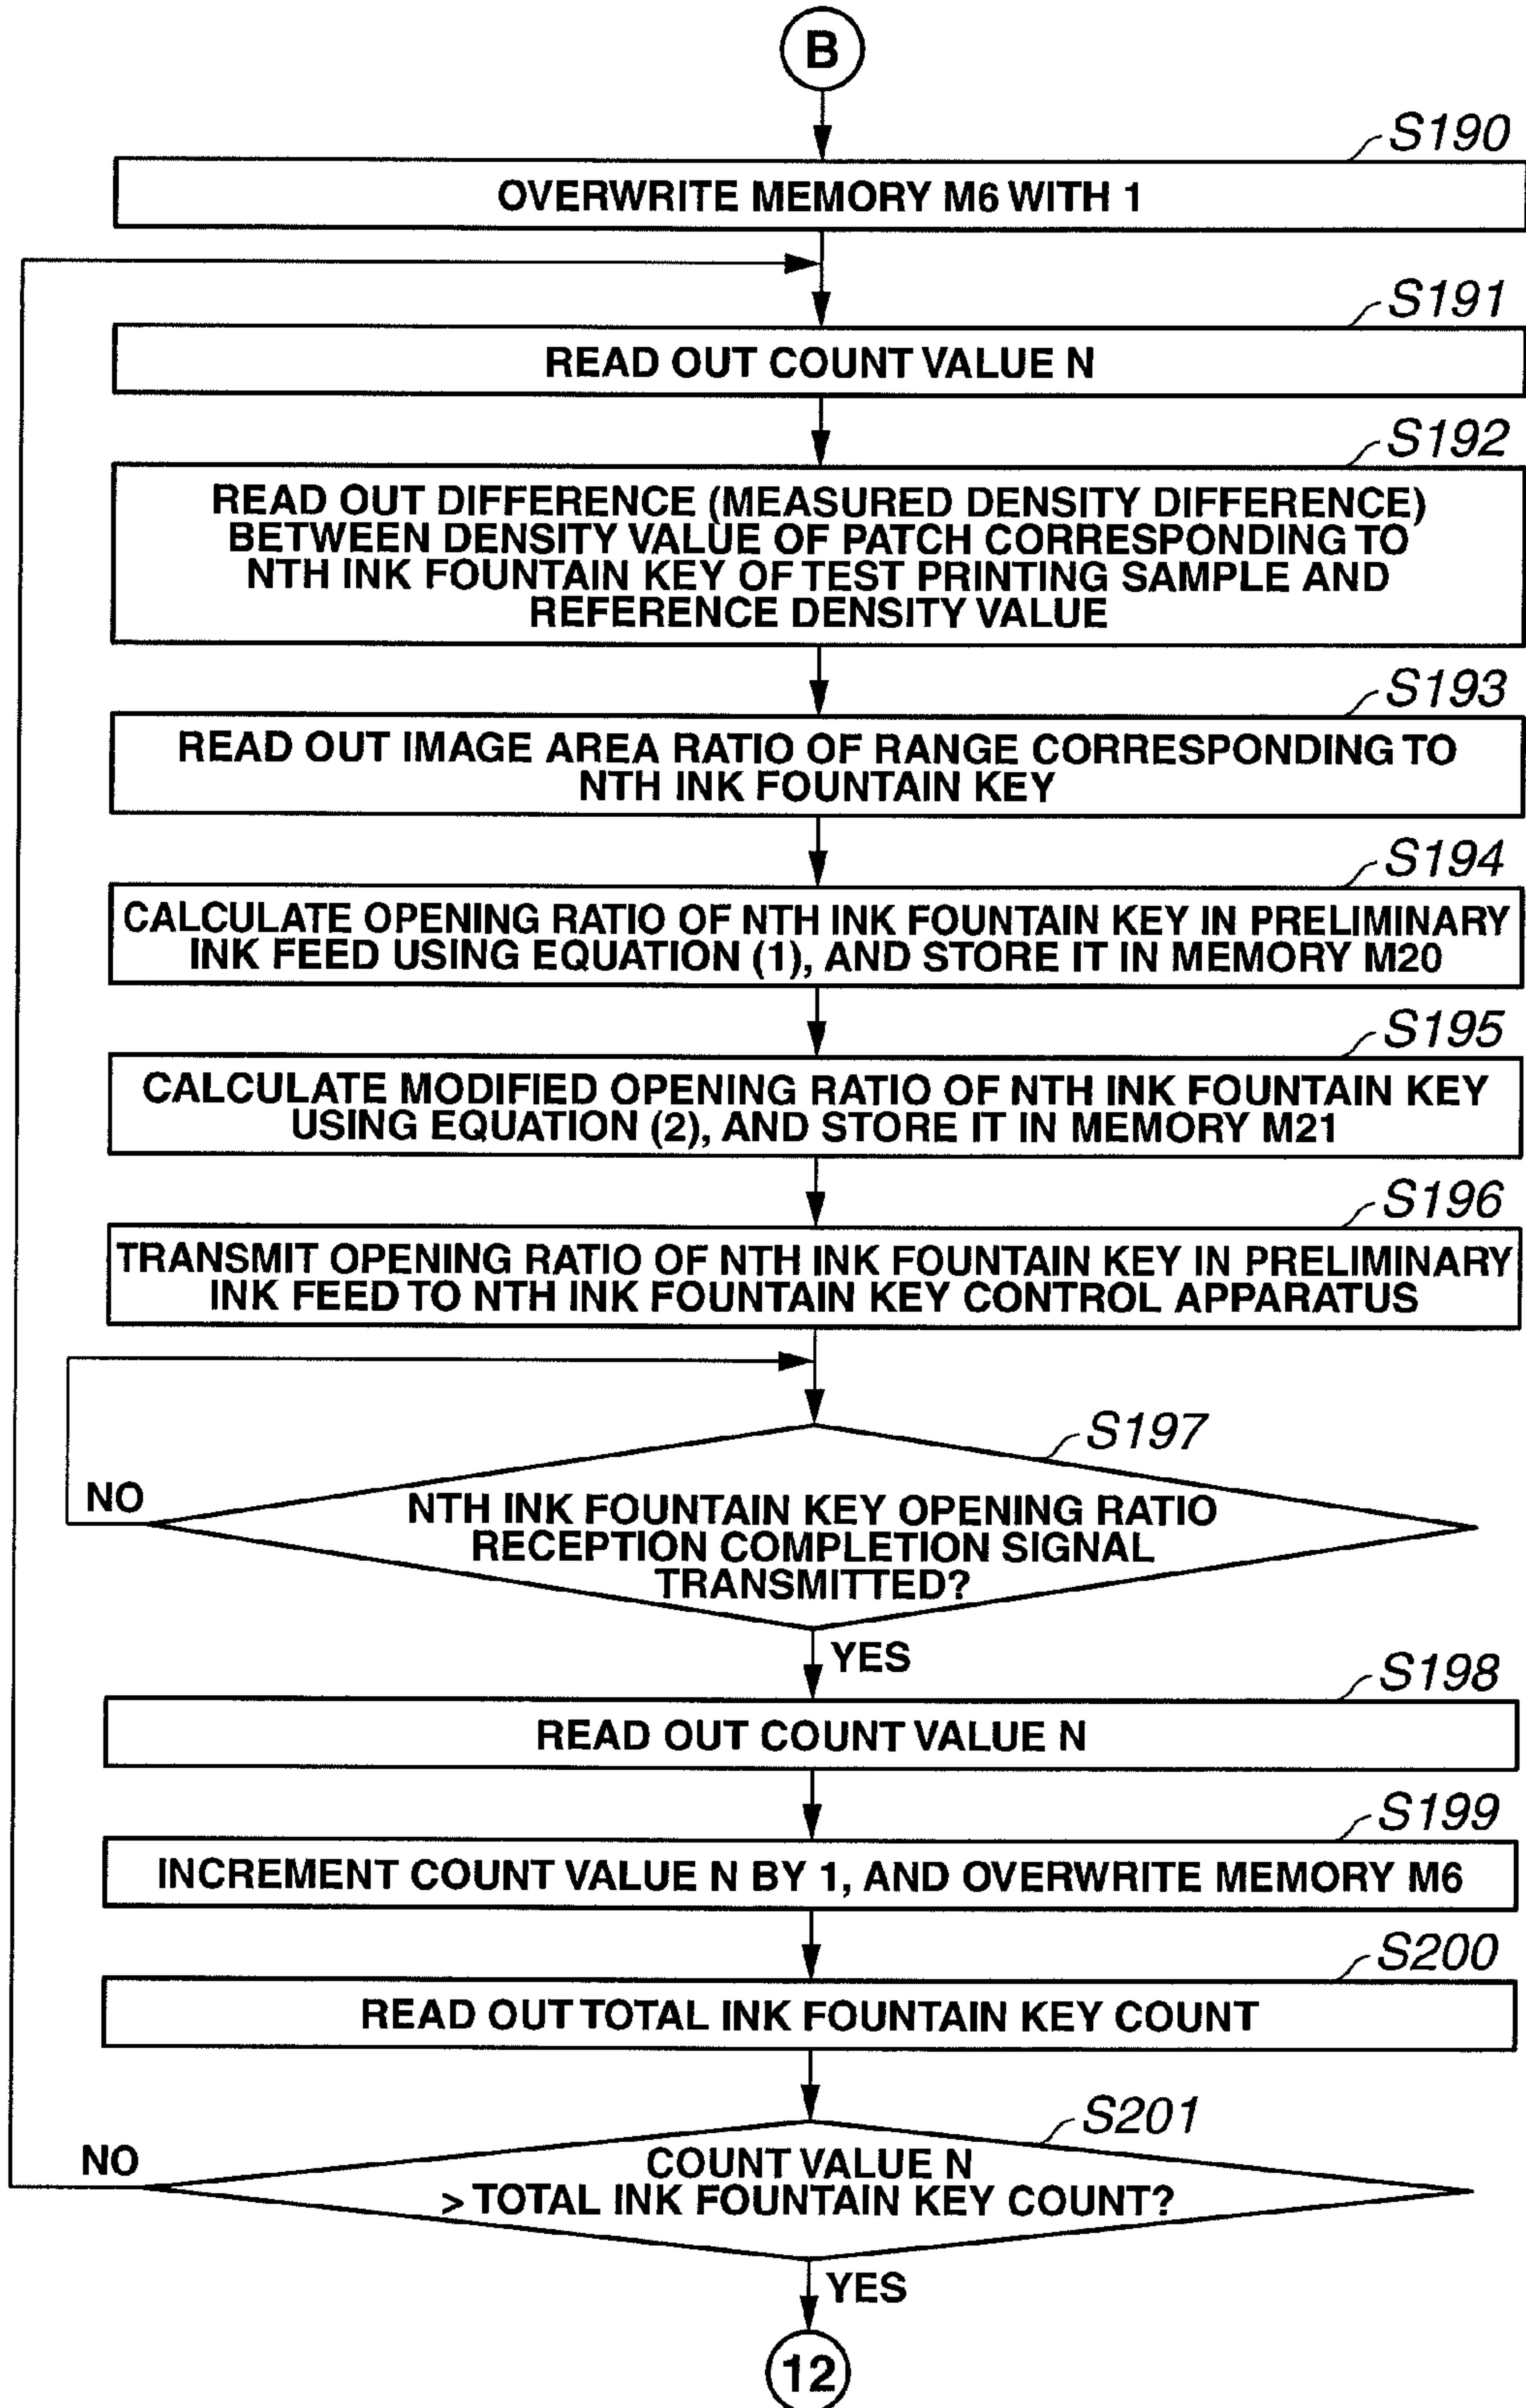 B
S190
OVERWRITE MEMORY M6 WITH 1
S191
READ OUT COUNT VALUE N
S192
READ OUT DIFFERENCE (MEASURED DENSITY DIFFERENCE)
BETWEEN DENSITY VALUE OF PATCH CORRESPONDING TO
NTH INK FOUNTAIN KEY OF TEST PRINTING SAMPLE AND
REFERENCE DENSITY VALUE
S193
READ OUT IMAGE AREA RATIO OF RANGE CORRESPONDING TO
NTH INK FOUNTAIN KEY
S194
CALCULATE OPENING RATIO OF NTH INK FOUNTAIN KEY IN PRELIMINARY
INK FEED USING EQUATION (1), AND STORE IT IN MEMORY M20
S195
CALCULATE MODIFIED OPENING RATIO OF NTH INK FOUNTAIN KEY
USING EQUATION (2), AND STORE IT IN MEMORY M21
S196
TRANSMIT OPENING RATIO OF NTH INK FOUNTAIN KEY IN PRELIMINARY
INK FEED TO NTH INK FOUNTAIN KEY CONTROL APPARATUS
S197
NO
NTH INK FOUNTAIN KEY OPENING RATIO
RECEPTION COMPLETION SIGNAL
TRANSMITTED?
YES
S198
READ OUT COUNT VALUE N
S199
INCREMENT COUNT VALUE N BY 1, AND OVERWRITE MEMORY M6
S200
READ OUT TOTAL INK FOUNTAIN KEY COUNT
S201
NO
COUNT VALUE N
> TOTAL INK FOUNTAIN KEY COUNT?
YES
12